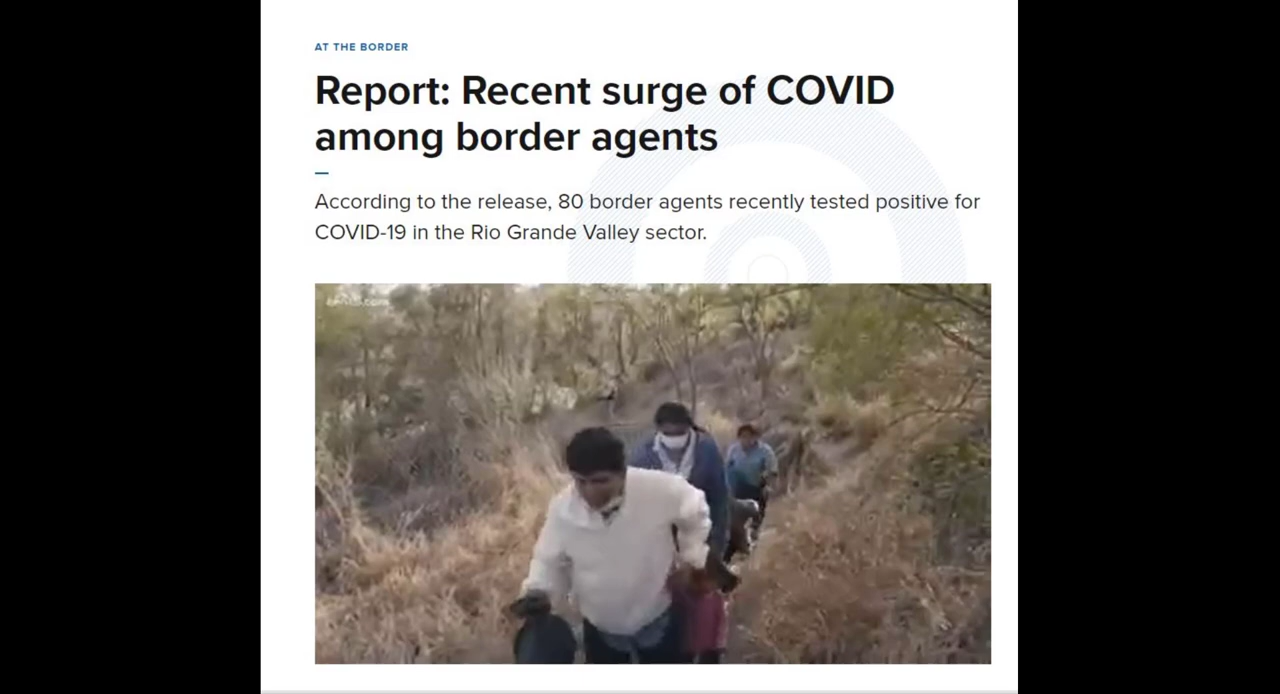 AT THE BORDER
Report: Recent surge of COVID
among border agents
According to the release, 80 border agents recently tested positive for
COVID-19 in the Rio Grande Valley sector.